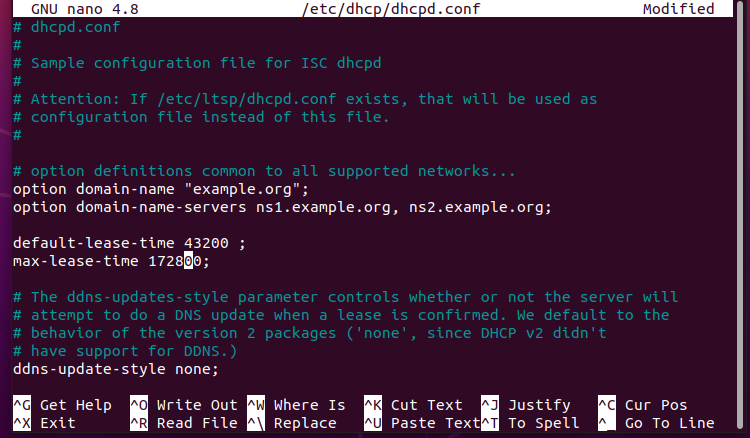 GNU nano 4.8 /etc/dhcp/dhcpd.conf Modified
# dhcpd.conf
#
# Sample configuration file for ISC dhcpd
#
# Attention: If /etc/ltsp/dhcpd.conf exists, that will be used as
# configuration file instead of this file.
#
# option definitions common to all supported networks...
option domain-name "example.org";
option domain-name-servers ns1.example.org, ns2.example.org;
default-lease-time 43200 ;
max-lease-time 172800;
# The ddns-updates-style parameter controls whether or not the server will
# attempt to do a DNS update when a lease is confirmed. We default to the
# behavior of the version 2 packages ('none', since DHCP v2 didn't
# have support for DDNS.)
ddns-update-style none;
^G Get Help ^O Write Out ^W Where Is ^K Cut Text ^J Justify ^C Cur Pos
^X Exit ^R Read File ^\ Replace ^U Paste Text ^T To Spell ^_ Go To Line